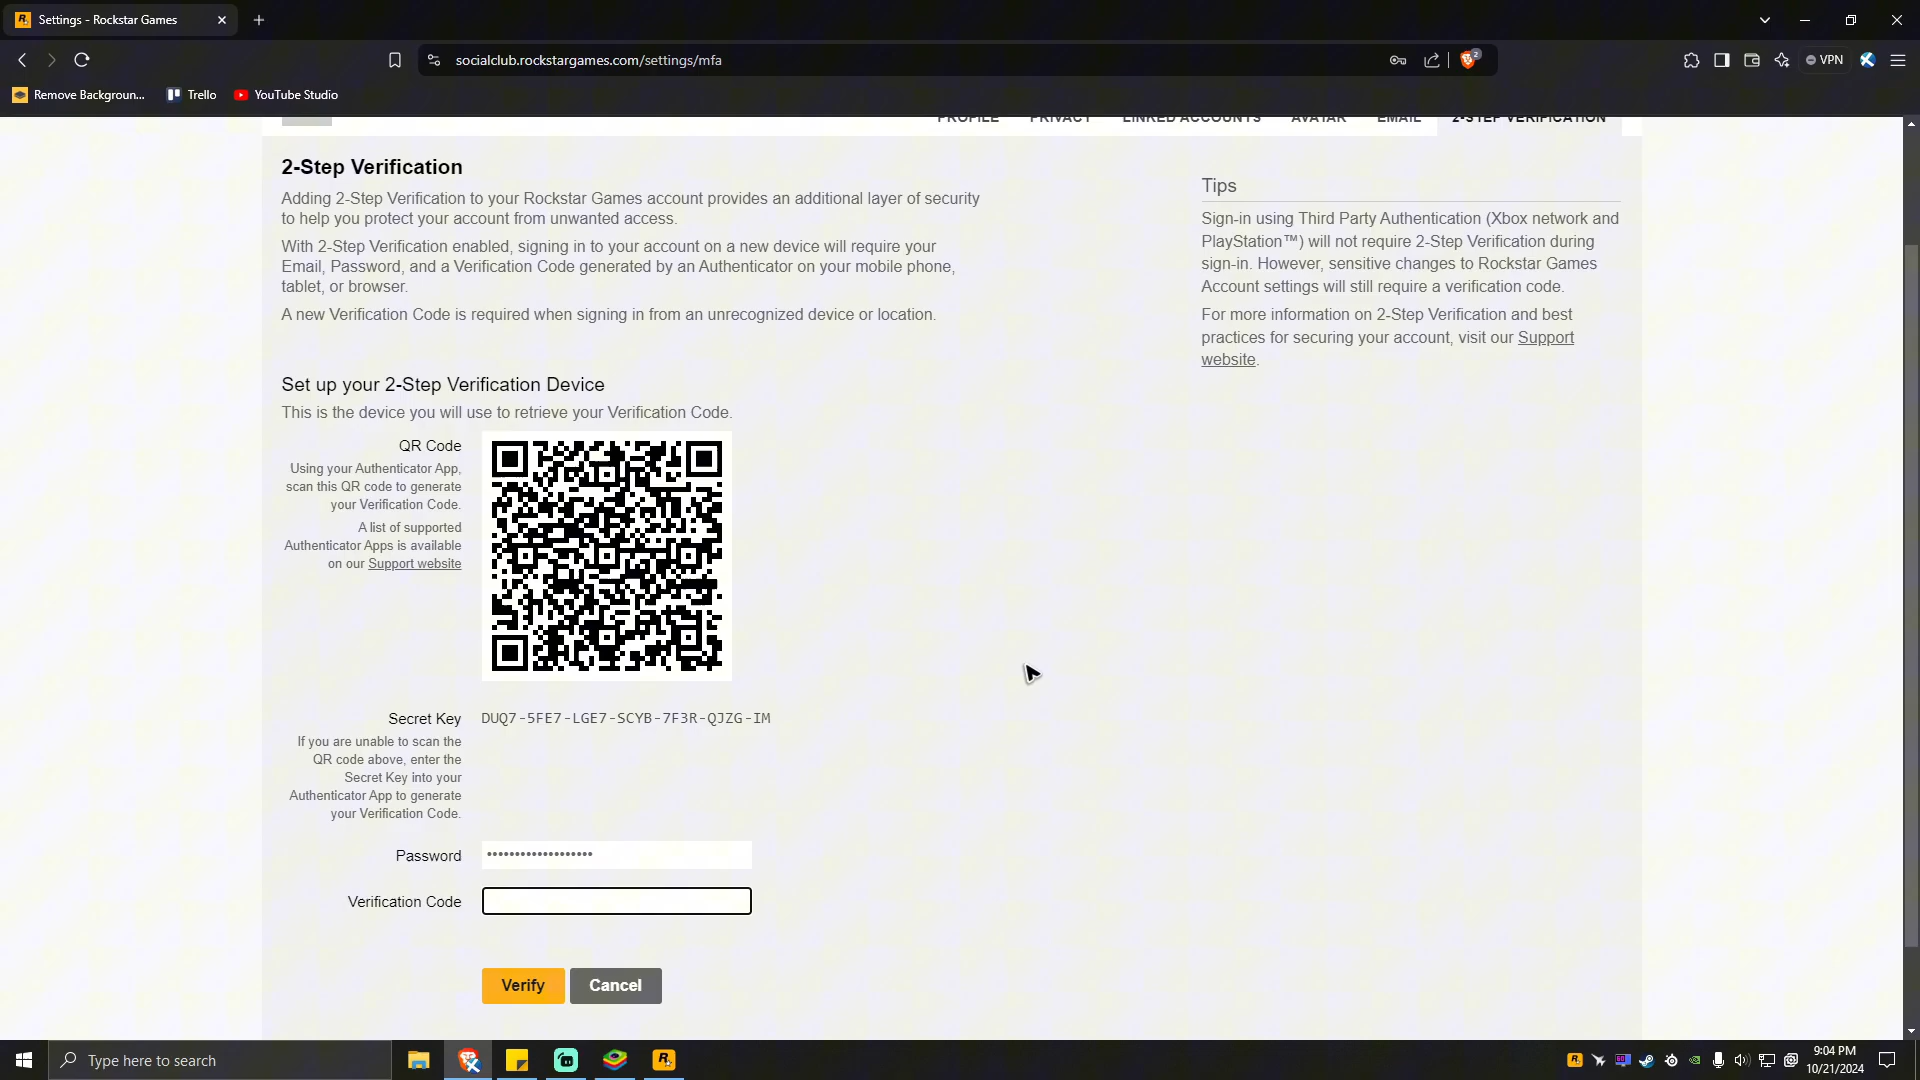 Settings - Rockstar Games
socialclub.rockstargames.com/settings/mfa
2
VPN
Remove Backgroun...
Trello
YouTube Studio
PROFILE
PRIVACY
LINKED ACCOUNTS
AVATAR
EMAIL
2-STEP VERIFICATION
2-Step Verification
Adding 2-Step Verification to your Rockstar Games account provides an additional layer of security
to help you protect your account from unwanted access.
With 2-Step Verification enabled, signing in to your account on a new device will require your
Email, Password, and a Verification Code generated by an Authenticator on your mobile phone,
tablet, or browser.
A new Verification Code is required when signing in from an unrecognized device or location.
Tips
Sign-in using Third Party Authentication (Xbox network and
PlayStation™) will not require 2-Step Verification during
sign-in. However, sensitive changes to Rockstar Games
Account settings will still require a verification code.
For more information on 2-Step Verification and best
practices for securing your account, visit our Support
website.
Set up your 2-Step Verification Device
This is the device you will use to retrieve your Verification Code.
QR Code
Using your Authenticator App,
scan this QR code to generate
your Verification Code.
A list of supported
Authenticator Apps is available
on our Support website
Secret Key
DUQ7-5FE7-LGE7-SCYB-7F3R-QJZG-IM
If you are unable to scan the
QR code above, enter the
Secret Key into your
Authenticator App to generate
your Verification Code.
Password
•••••••••••••••••••
Verification Code
Verify
Cancel
Type here to search
9:04 PM
10/21/2024